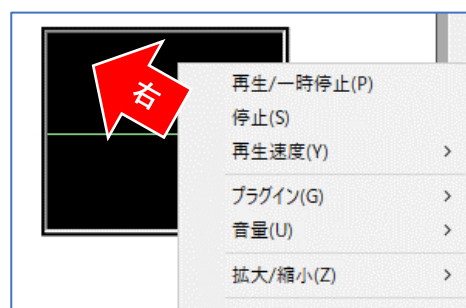 右
再生/一時停止(P)
停止(S)
再生速度(Y)
プラグイン(G)
音量(U)
拡大/縮小(Z)